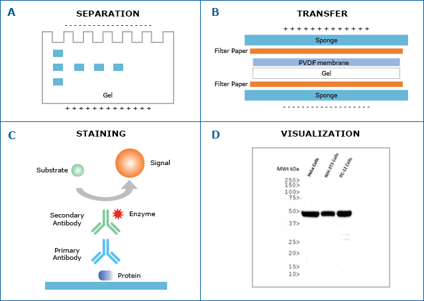 A
SEPARATION
- - - - - - - - - - - - - - - - -
Gel
+ + + + + + + + + + + + +
B
TRANSFER
+ + + + + + + + + + + + +
Sponge
Filter Paper
PVDF membrane
Gel
Filter Paper
Sponge
- - - - - - - - - - - - - - - - -
C
STAINING
Signal
Substrate
Enzyme
Secondary
Antibody
Primary
Antibody
Protein
D
VISUALIZATION
MWt kDa
HeLa Cells
NIH 3T3 Cells
PC-12 Cells
250>
150>
100>
75>
50>
37>
25>
20>
15>
10>